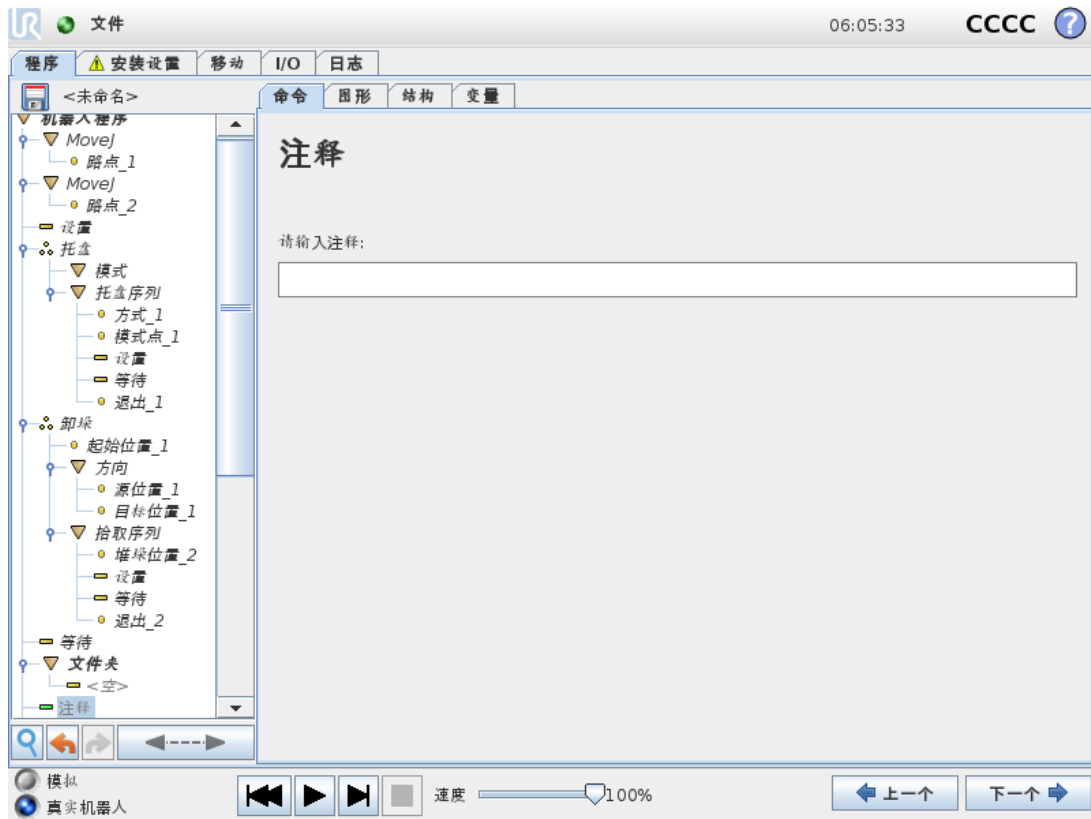 UR 文件 06:05:33 CCCC ?
程序 安装设置 移动 I/O 日志
<未命名> 命令 图形 结构 变量
机器人程序
MoveJ
路点_1
MoveJ
路点_2
设置
托盘
模式
托盘序列
方式_1
模式点_1
设置
等待
退出_1
卸垛
起始位置_1
方向
源位置_1
目标位置_1
拾取序列
堆垛位置_2
设置
等待
退出_2
等待
文件夹
<空>
注释
注释
请输入注释:
模拟
真实机器人
速度 100% 上一个 下一个